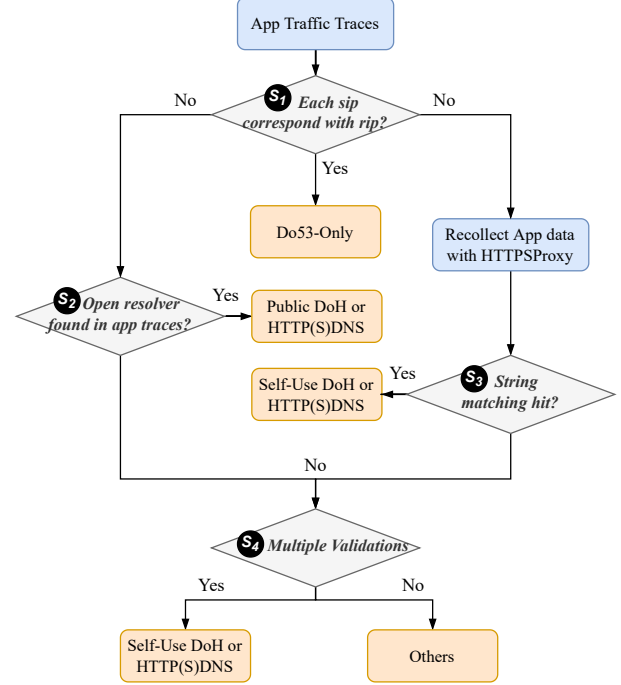 App Traffic Traces
No
S1 Each sip
correspond with rip?
No
Yes
Do53-Only
Recollect App data
with HTTPSProxy
S2 Open resolver
found in app traces?
Yes
Public DoH or
HTTP(S)DNS
Self-Use DoH or
HTTP(S)DNS
Yes
S3 String
matching hit?
No
S4 Multiple Validations
Yes
No
Self-Use DoH or
HTTP(S)DNS
Others